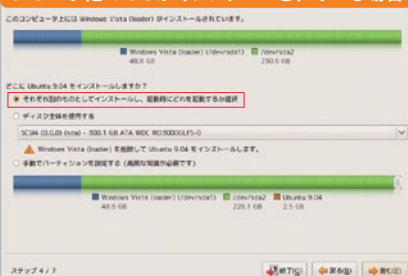 このコンピュータ上には Windows Vista (loader) がインストールされています。
Windows Vista (loader) (/dev/sda1)
48.8 GB
/dev/sda2
250.8 GB
どこに Ubuntu 9.04 をインストールしますか?
それぞれ別のものとしてインストールし、起動時にどれを起動するか選択
ディスク全体を使用する
SCSI4 (0,0,0) (sda) - 300.1 GB ATA WDC
Windows Vista (loader) を削除して Ubuntu 9.04 をインストールします。
手動でパーティションを設定する (高度な知識が必要です)
Windows Vista (loader) (/dev/sda1)
48.8 GB
/dev/sda2
228.1 GB
Ubuntu 9.04
2.5 GB
ステップ 4 / 7
終了(Q)
戻る(B)
進む(F)